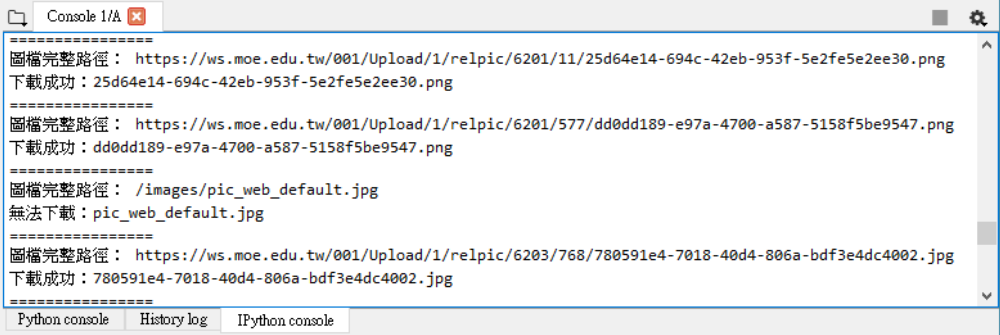 Console 1/A
================
圖檔完整路徑： https://ws.moe.edu.tw/001/Upload/1/relpic/6201/11/25d64e14-694c-42eb-953f-5e2fe5e2ee30.png
下載成功：25d64e14-694c-42eb-953f-5e2fe5e2ee30.png
================
圖檔完整路徑： https://ws.moe.edu.tw/001/Upload/1/relpic/6201/577/dd0dd189-e97a-4700-a587-5158f5be9547.png
下載成功：dd0dd189-e97a-4700-a587-5158f5be9547.png
================
圖檔完整路徑： /images/pic_web_default.jpg
無法下載：pic_web_default.jpg
================
圖檔完整路徑： https://ws.moe.edu.tw/001/Upload/1/relpic/6203/768/780591e4-7018-40d4-806a-bdf3e4dc4002.jpg
下載成功：780591e4-7018-40d4-806a-bdf3e4dc4002.jpg
================
Python console History log IPython console